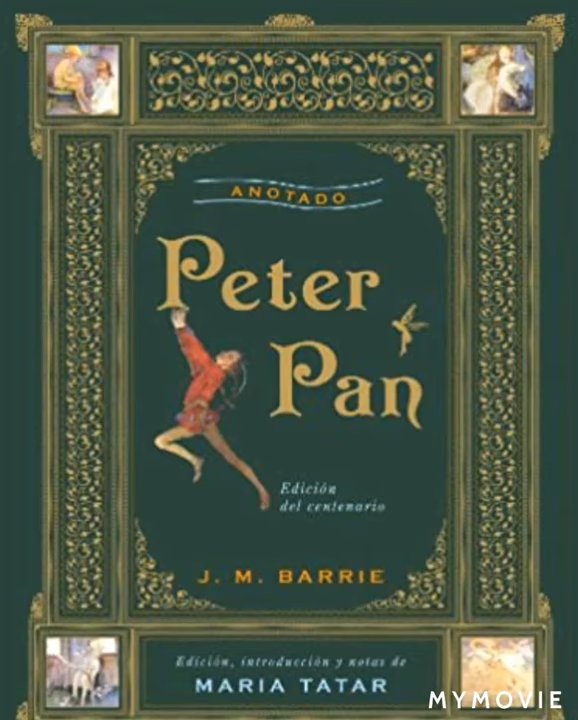 ANOTADO
Peter
Pan
Edición
del centenario
J. M. BARRIE
Edición, introducción y notas de
MARIA TATAR
MYMOVIE